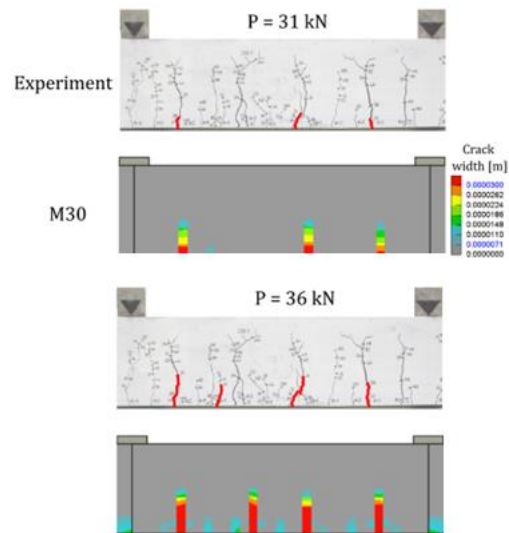 P = 31 kN
Experiment
Crack
width [m]
M30
0.0000300
0.0000262
0.0000224
0.0000186
0.0000148
0.0000110
0.0000071
0.0000000
P = 36 kN